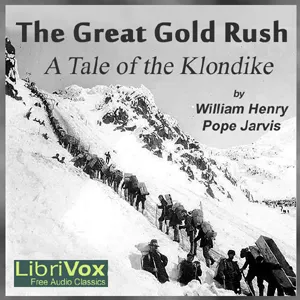 The Great Gold Rush
A Tale of the Klondike
by
William Henry
Pope Jarvis
LibriVox
Free Audio Classics